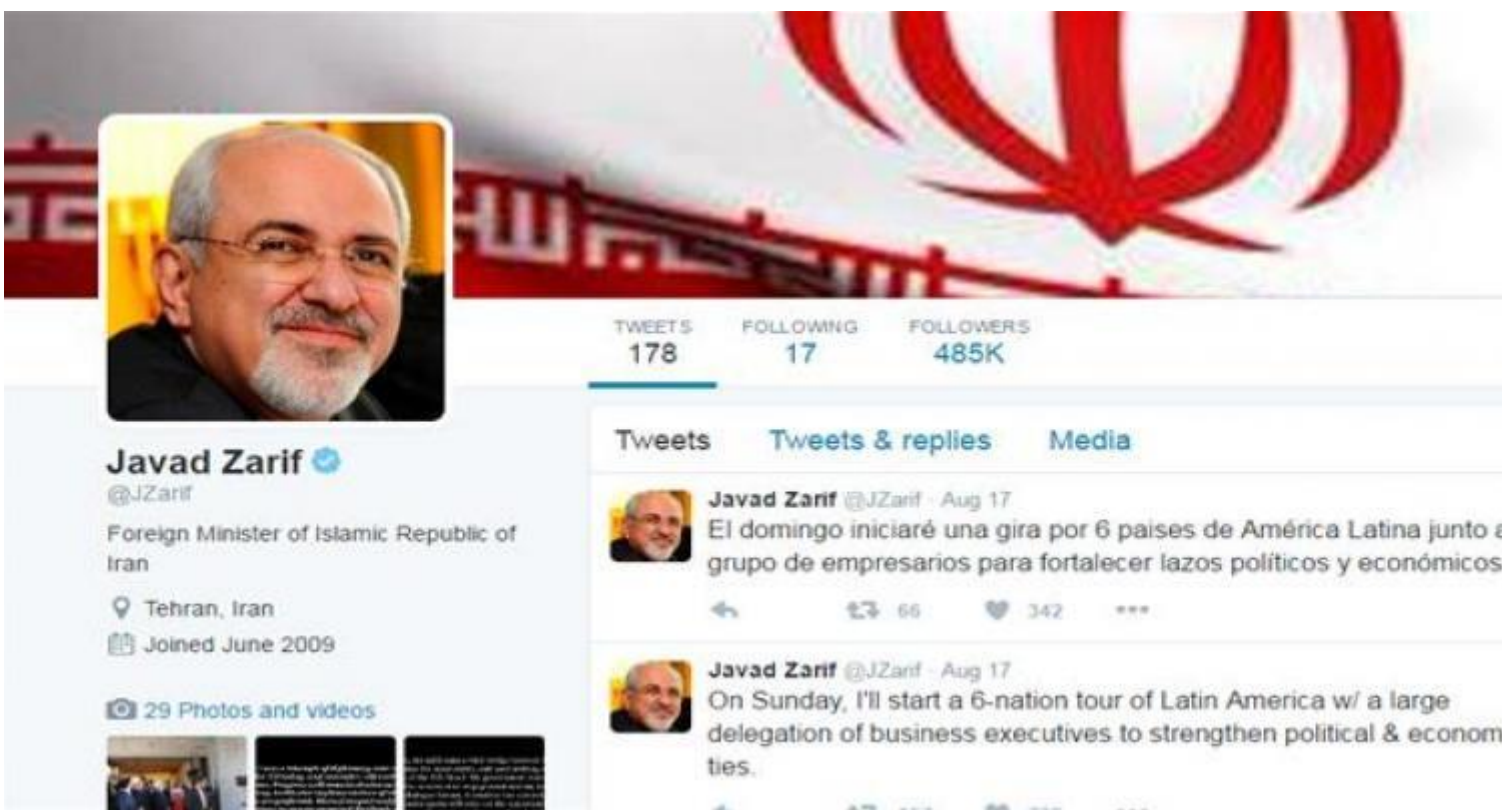 TWEETS FOLLOWING FOLLOWERS
178 17 485K
Tweets Tweets & replies Media
Javad Zarif
@JZarif
Foreign Minister of Islamic Republic of
Iran
Tehran, Iran
Joined June 2009
29 Photos and videos
Javad Zarif @JZarif · Aug 17
El domingo iniciaré una gira por 6 paises de América Latina junto a
grupo de empresarios para fortalecer lazos políticos y económicos
66 342
Javad Zarif @JZarif · Aug 17
On Sunday, I'll start a 6-nation tour of Latin America w/ a large
delegation of business executives to strengthen political & econom
ties.